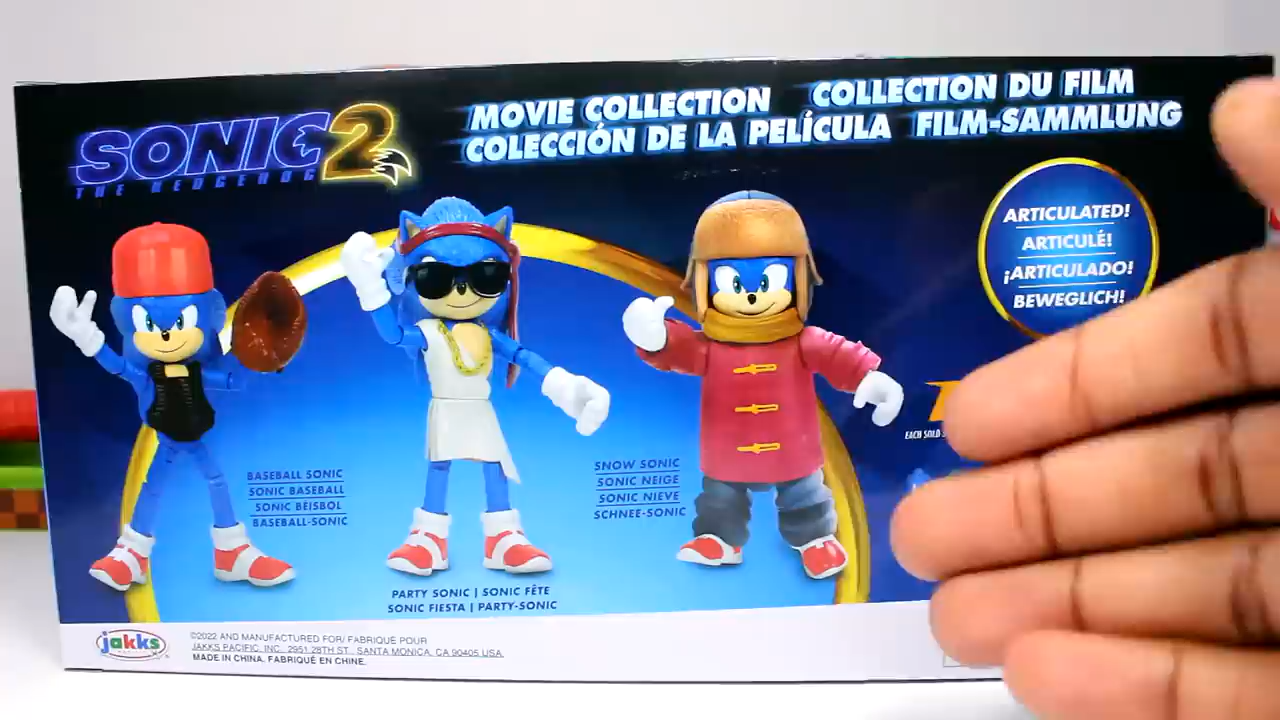 SONIC 2
THE HEDGEHOG
MOVIE COLLECTION COLLECTION DU FILM
COLECCIÓN DE LA PELÍCULA FILM-SAMMLUNG
ARTICULATED!
ARTICULÉ!
¡ARTICULADO!
BEWEGLICH!
BASEBALL SONIC
SONIC BASEBALL
SONIC BÉISBOL
BASEBALL-SONIC
PARTY SONIC | SONIC FÊTE
SONIC FIESTA | PARTY-SONIC
SNOW SONIC
SONIC NEIGE
SONIC NIEVE
SCHNEE-SONIC
EACH SOLD
jakks
©2022 AND MANUFACTURED FOR/ FABRIQUÉ POUR
JAKKS PACIFIC, INC., 2951 28TH ST., SANTA MONICA, CA 90405 USA.
MADE IN CHINA. FABRIQUÉ EN CHINE.